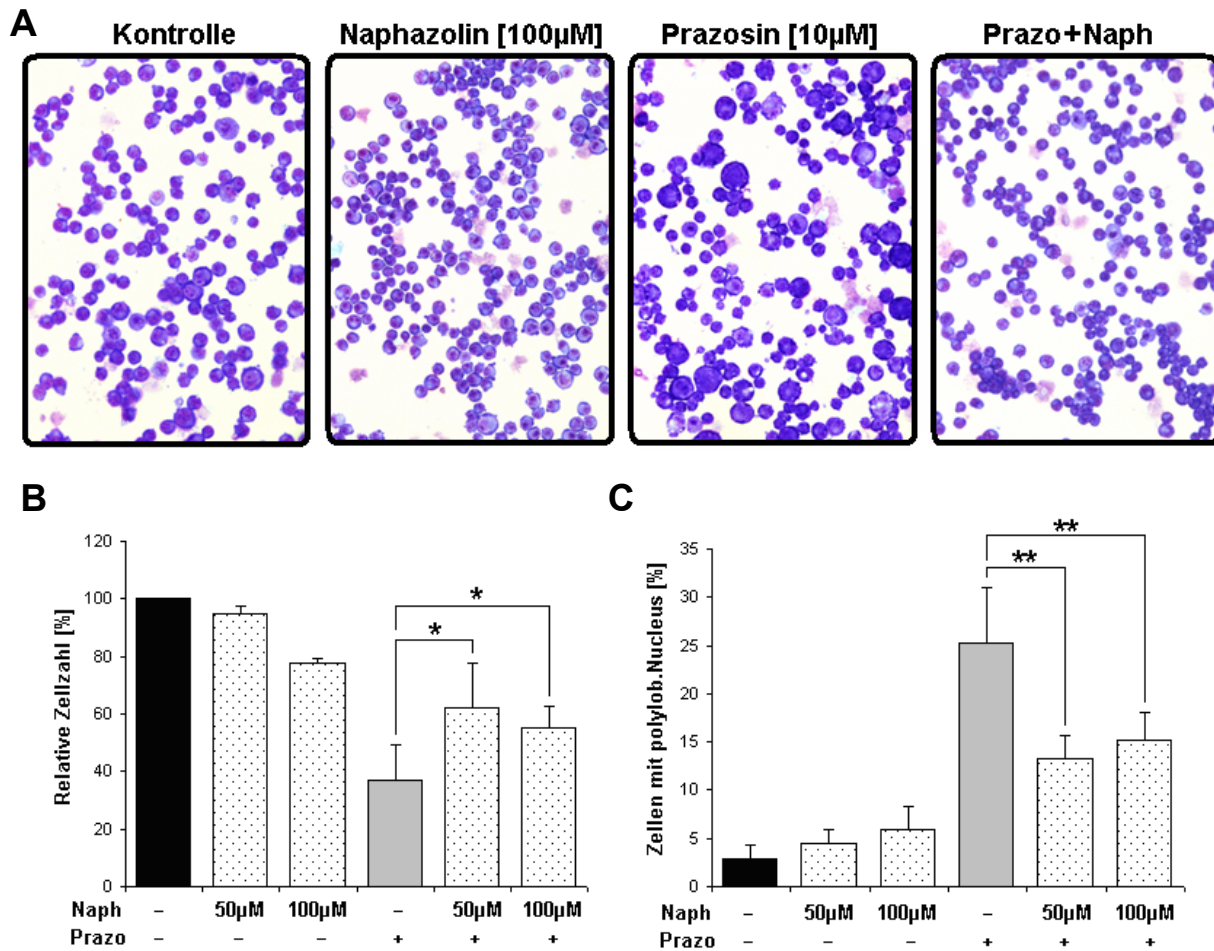 A
Kontrolle
Naphazolin [100µM]
Prazosin [10µM]
Prazo+Naph
B
Relative Zellzahl [%]
120
100
80
60
40
20
0
*
*
Naph – 50µM 100µM – 50µM 100µM
Prazo – – – + + +
C
Zellen mit polylob.Nucleus [%]
35
30
25
20
15
10
5
0
**
**
Naph – 50µM 100µM – 50µM 100µM
Prazo – – – + + +